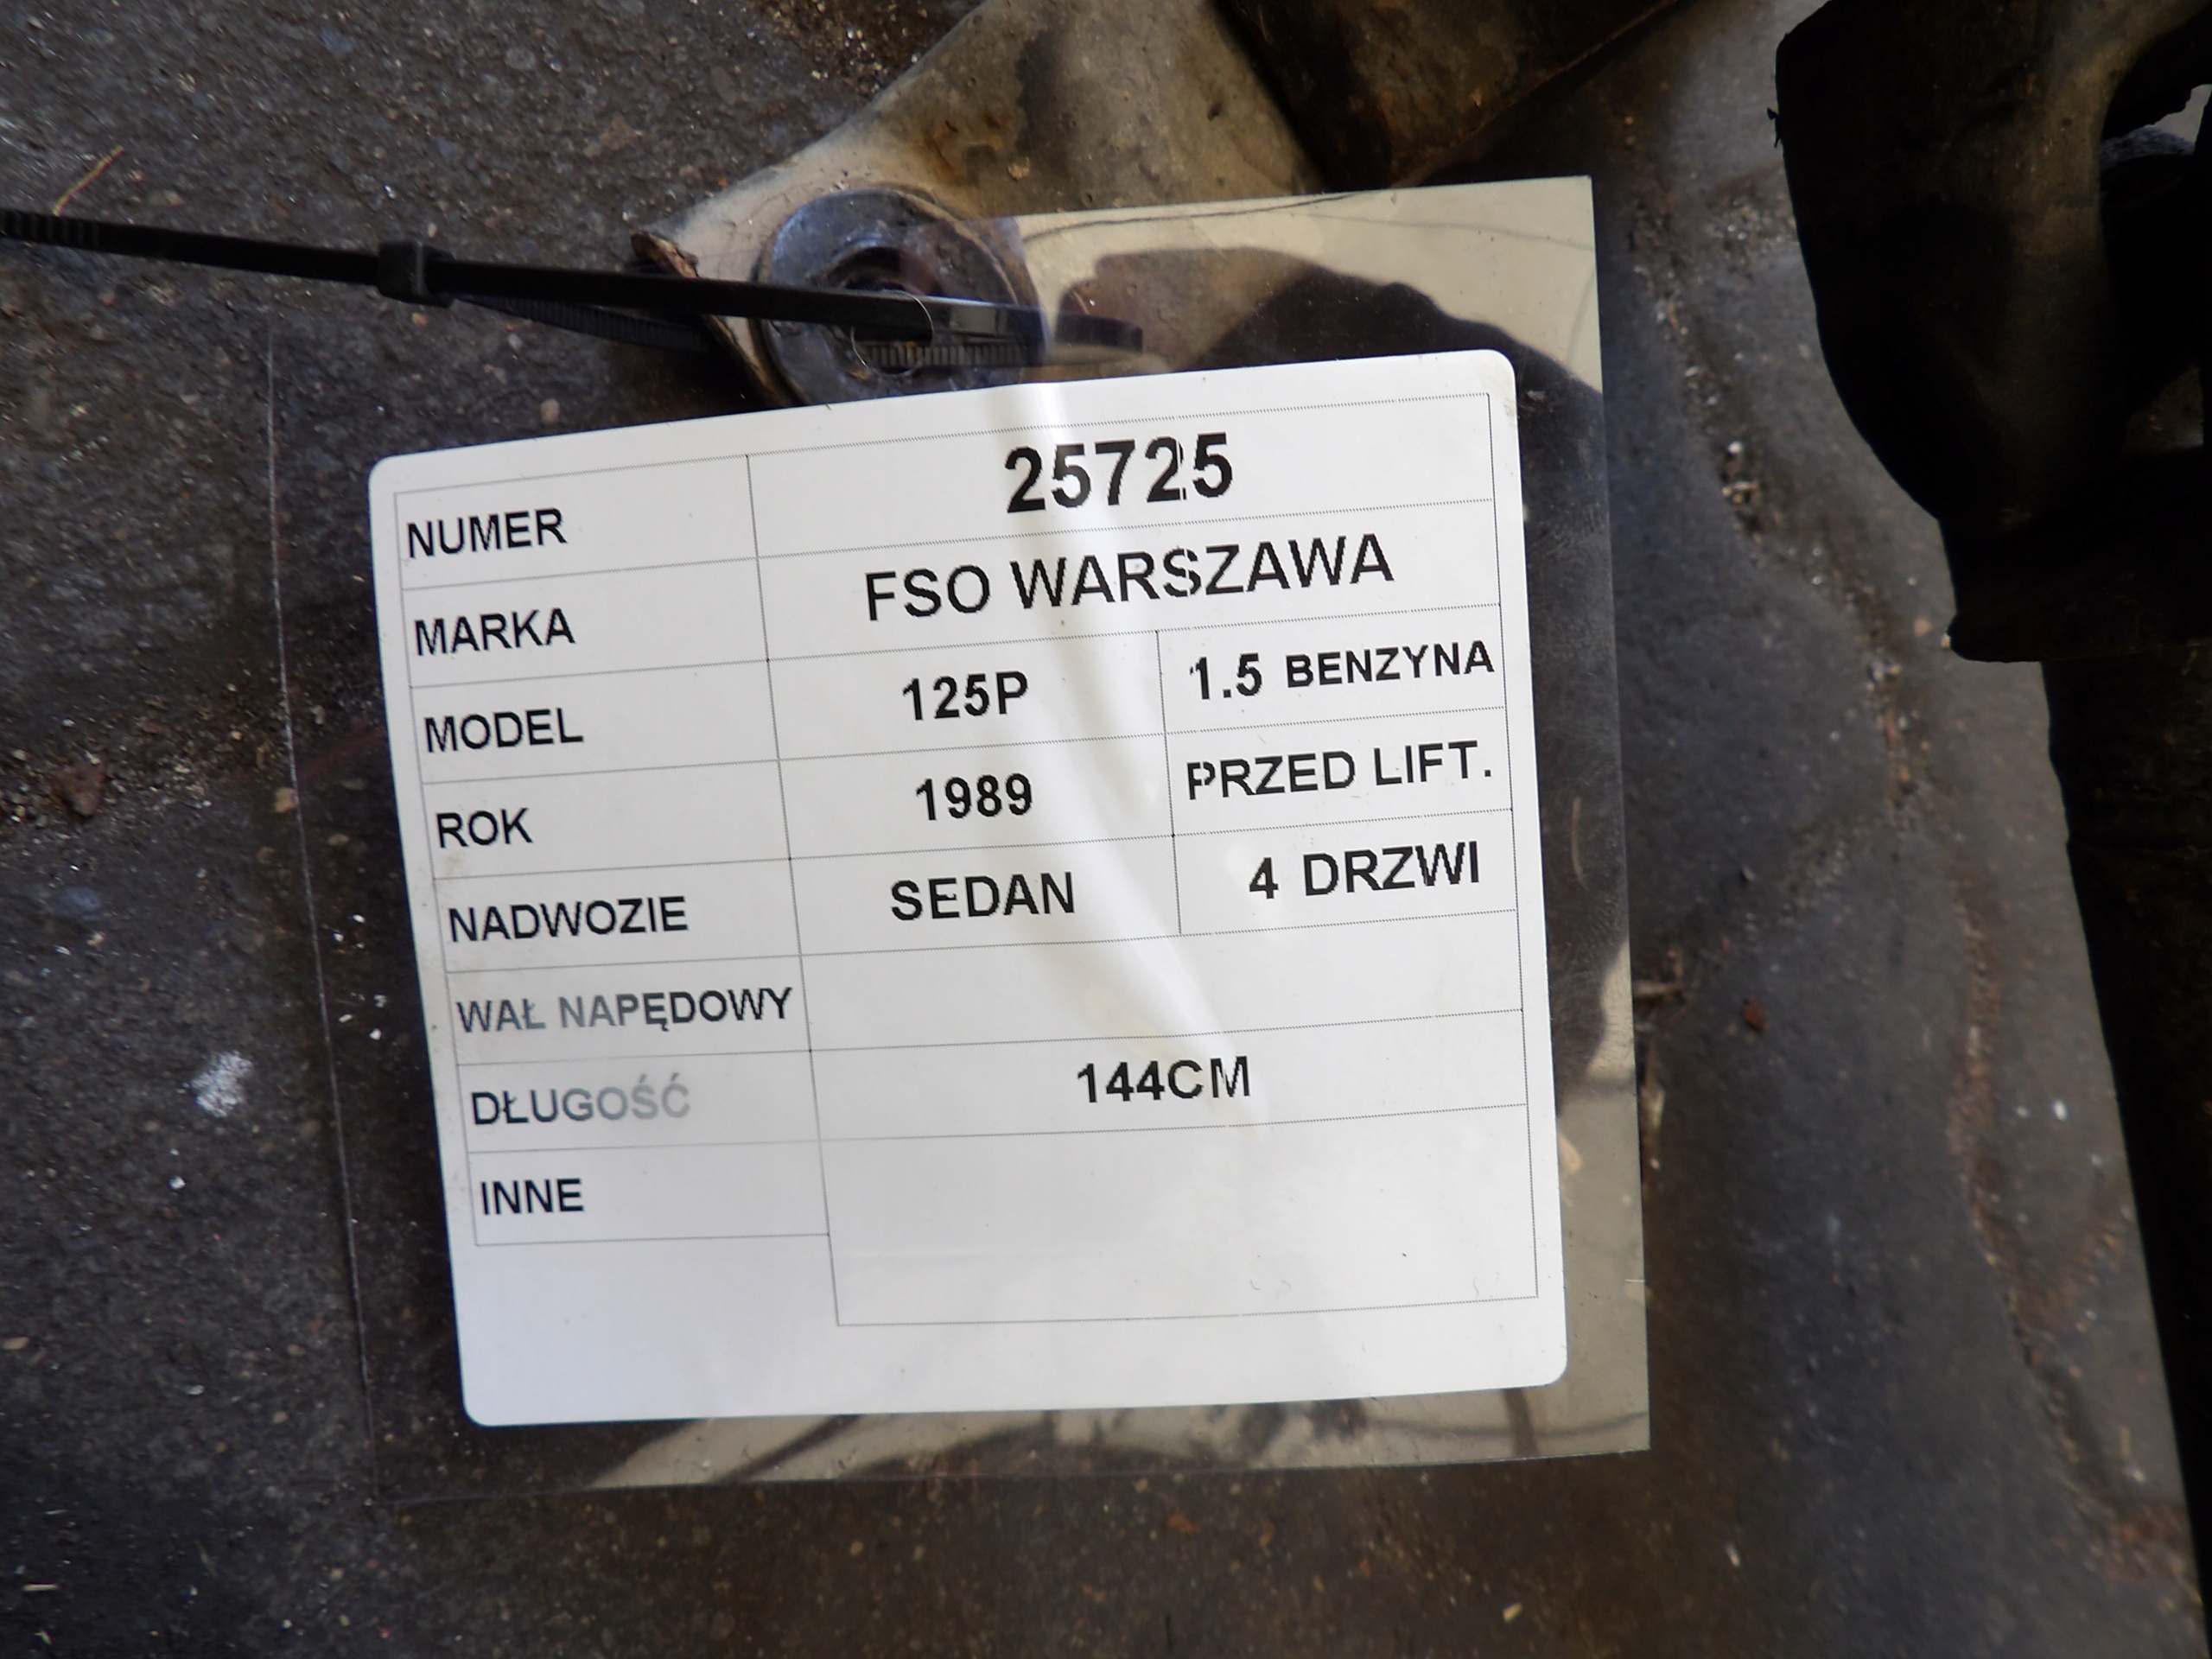 NUMER 25725
MARKA FSO WARSZAWA
MODEL 125P 1.5 BENZYNA
ROK 1989 PRZED LIFT.
NADWOZIE SEDAN 4 DRZWI
WAŁ NAPĘDOWY
DŁUGOŚĆ 144CM
INNE